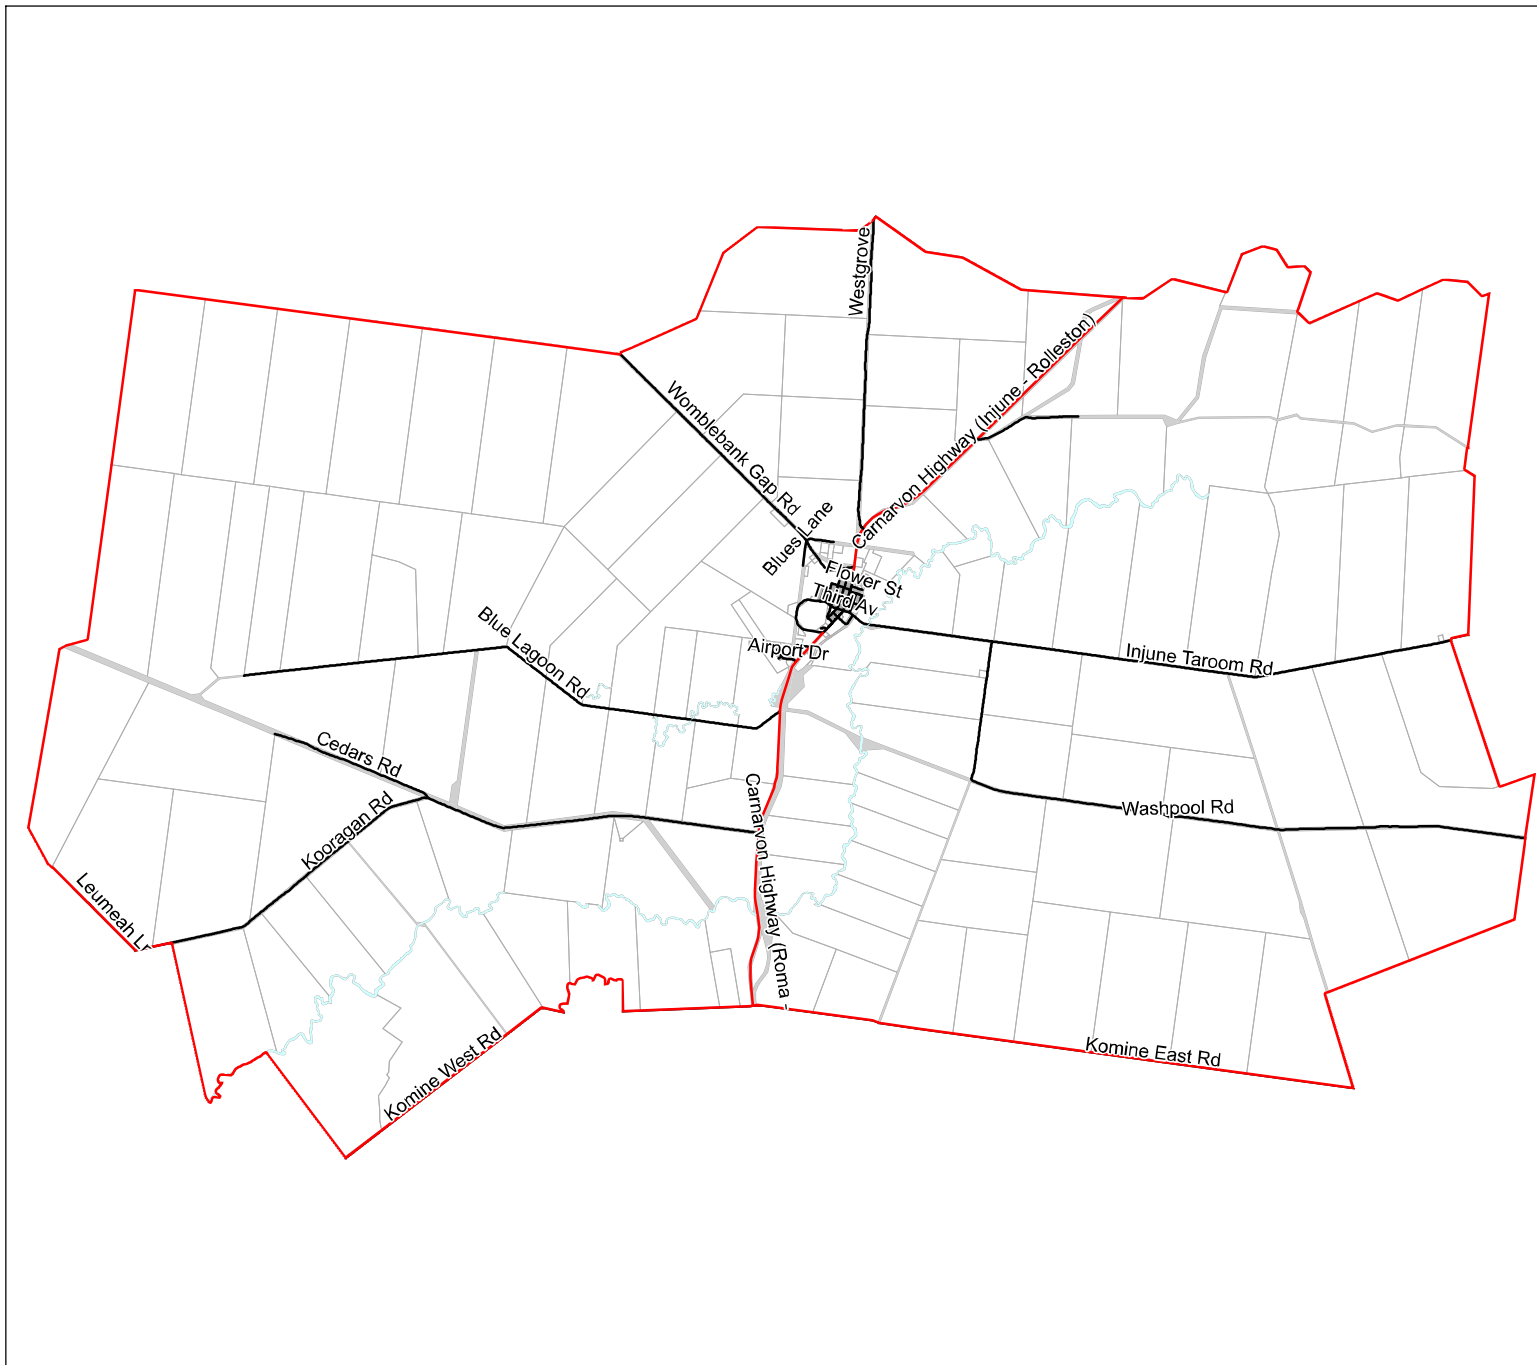 Westgrove
Carnarvon Highway (Injune - Rolleston)
Womblebank Gap Rd
Blues Lane
Flower St
Third Av
Blue Lagoon Rd
Airport Dr
Injune Taroom Rd
Cedars Rd
Kooragan Rd
Washpool Rd
Carnarvon Highway (Roma -
Leumeah Ln
Komine West Rd
Komine East Rd